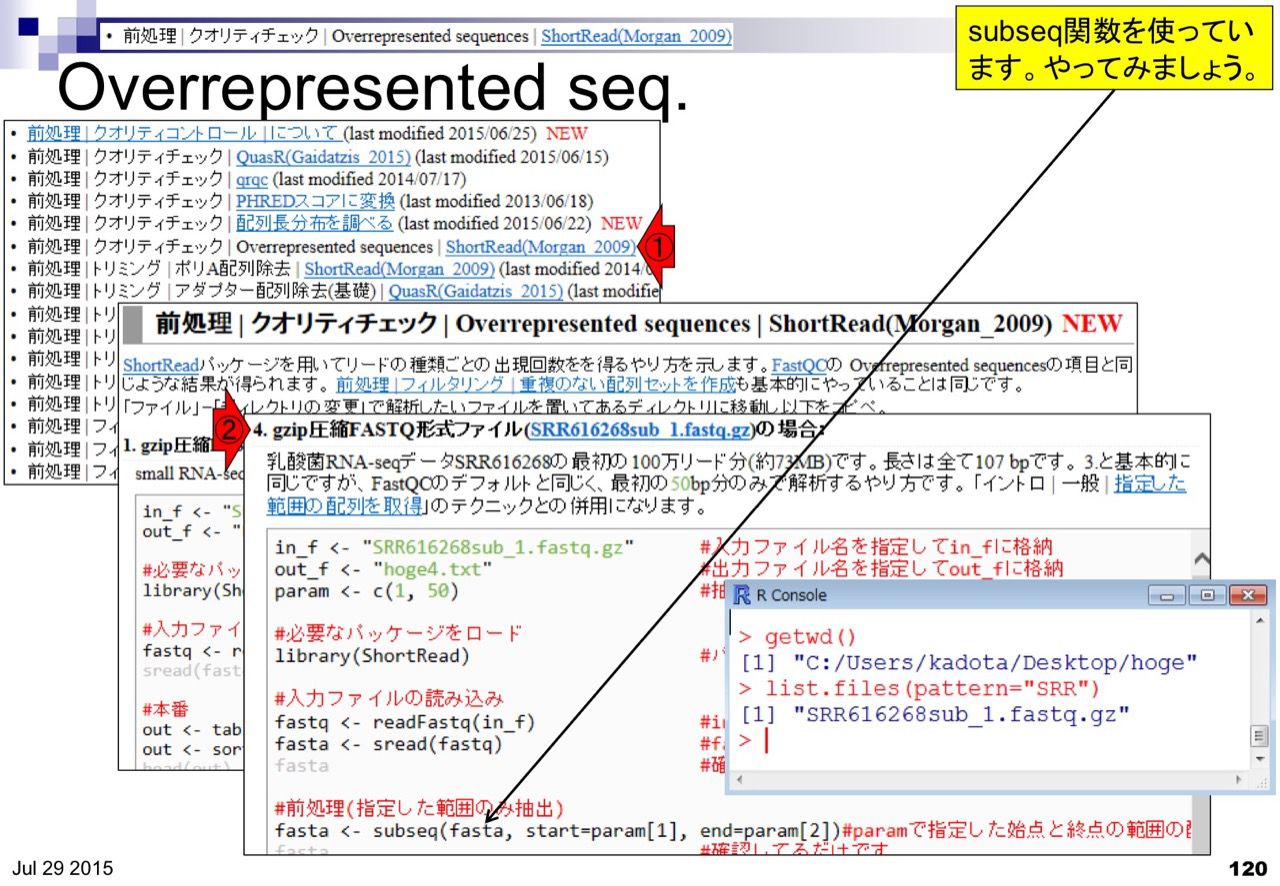 • 前処理 | クオリティチェック | Overrepresented sequences | ShortRead(Morgan_2009)
subseq関数を使ってい
ます。やってみましょう。
Overrepresented seq.
• 前処理 | クオリティコントロール | について (last modified 2015/06/25) NEW
• 前処理 | クオリティチェック | QuasR(Gaidatzis_2015) (last modified 2015/06/15)
• 前処理 | クオリティチェック | qrqc (last modified 2014/07/17)
• 前処理 | クオリティチェック | PHREDスコアに変換 (last modified 2013/06/18)
• 前処理 | クオリティチェック | 配列長分布を調べる (last modified 2015/06/22) NEW
• 前処理 | クオリティチェック | Overrepresented sequences | ShortRead(Morgan_2009)
①
• 前処理 | トリミング | ポリA配列除去 | ShortRead(Morgan_2009) (last modified 2014/
• 前処理 | トリミング | アダプター配列除去(基礎) | QuasR(Gaidatzis_2015) (last modifie
• 前処理 | トリ
• 前処理 | トリ
• 前処理 | トリ
• 前処理 | トリ
• 前処理 | トリ
• 前処理 | フィ
• 前処理 | フィ
• 前処理 | フィ
前処理 | クオリティチェック | Overrepresented sequences | ShortRead(Morgan_2009) NEW
ShortReadパッケージを用いてリードの種類ごとの出現回数をを得るやり方を示します。FastQCの Overrepresented sequencesの項目と同
じような結果が得られます。前処理 | フィルタリング | 重複のない配列セットを作成も基本的にやっていることは同じです。
「ファイル」-「ディレクトリの変更」で解析したいファイルを置いてあるディレクトリに移動し以下をコピペ。
1. gzip圧縮
small RNA-seq
in_f <- "S
out_f <- "
#必要なパッ
library(Sh
#入力ファイ
fastq <- r
sread(fast
#本番
out <- tab
out <- sor
head(out)
②
4. gzip圧縮FASTQ形式ファイル(SRR616268sub_1.fastq.gz)の場合:
乳酸菌RNA-seqデータSRR616268の最初の100万リード分(約73MB)です。長さは全て107 bpです。3.と基本的に
同じですが、FastQCのデフォルトと同じく、最初の50bp分のみで解析するやり方です。「イントロ | 一般 | 指定した
範囲の配列を取得」のテクニックとの併用になります。
in_f <- "SRR616268sub_1.fastq.gz" #入力ファイル名を指定してin_fに格納
out_f <- "hoge4.txt" #出力ファイル名を指定してout_fに格納
param <- c(1, 50) #抽
#必要なパッケージをロード
library(ShortRead) #パ
#入力ファイルの読み込み
fastq <- readFastq(in_f) #in
fasta <- sread(fastq) #f
fasta #確
#前処理(指定した範囲のみ抽出)
fasta <- subseq(fasta, start=param[1], end=param[2])#paramで指定した始点と終点の範囲の配
fasta #確認してるだけです
R Console
> getwd()
[1] "C:/Users/kadota/Desktop/hoge"
> list.files(pattern="SRR")
[1] "SRR616268sub_1.fastq.gz"
>
Jul 29 2015
120